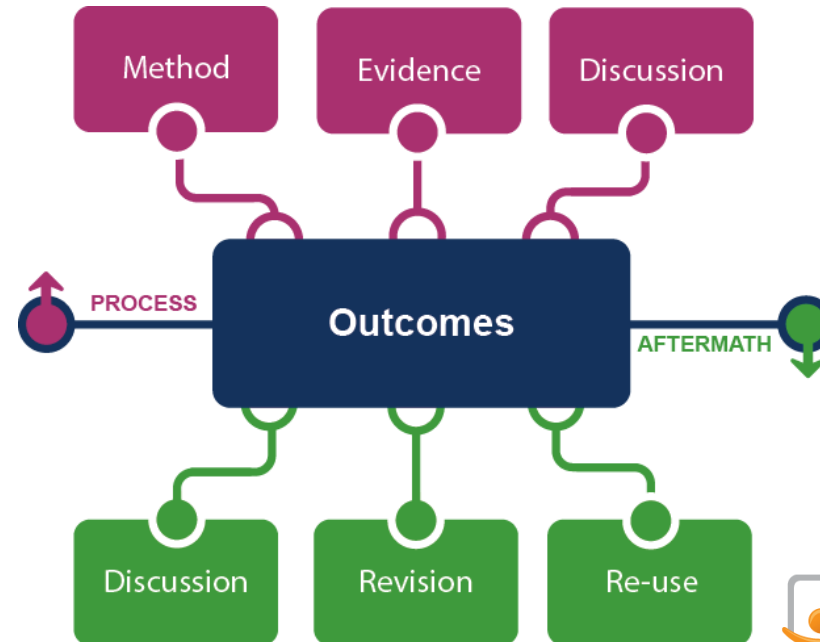 Method
Evidence
Discussion
PROCESS
Outcomes
AFTERMATH
Discussion
Revision
Re-use